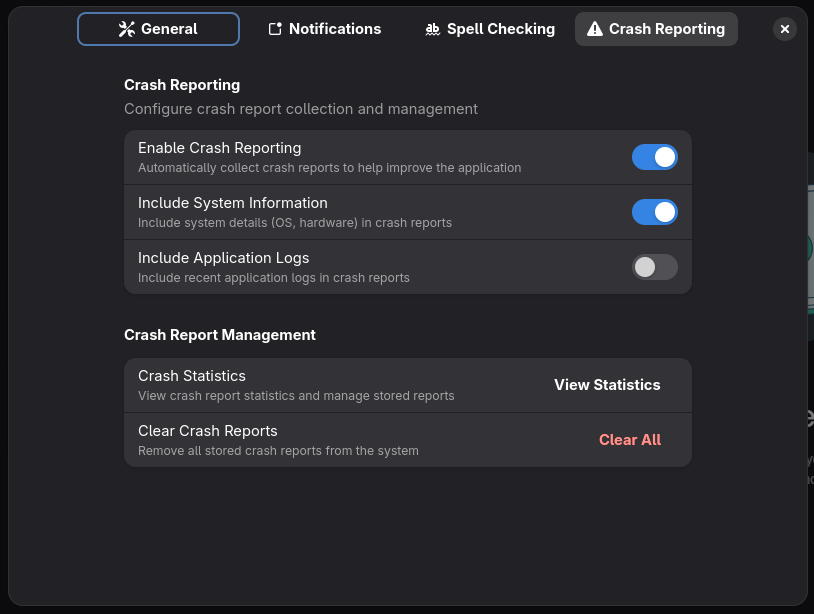 General
Notifications
Spell Checking
Crash Reporting
Crash Reporting
Configure crash report collection and management
Enable Crash Reporting
Automatically collect crash reports to help improve the application
Include System Information
Include system details (OS, hardware) in crash reports
Include Application Logs
Include recent application logs in crash reports
Crash Report Management
Crash Statistics
View crash report statistics and manage stored reports
View Statistics
Clear Crash Reports
Remove all stored crash reports from the system
Clear All